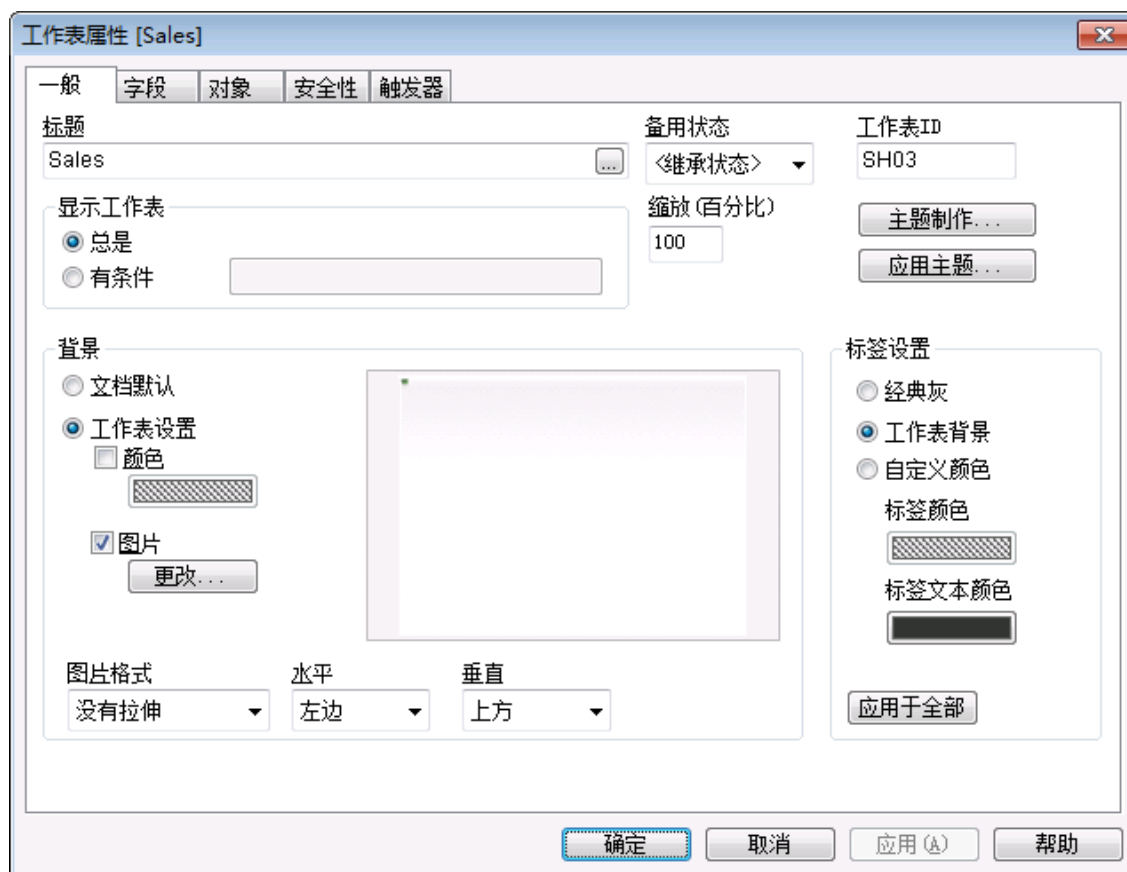 工作表属性 [Sales]
一般 字段 对象 安全性 触发器
标题 备用状态 工作表ID
Sales ... <继承状态> SH03
显示工作表 缩放(百分比) 主题制作...
总是 100
有条件 应用主题...
背景 标签设置
文档默认 经典灰
工作表设置 工作表背景
颜色 自定义颜色
标签颜色
图片
更改... 标签文本颜色
图片格式 水平 垂直
没有拉伸 左边 上方 应用于全部
确定 取消 应用(A) 帮助